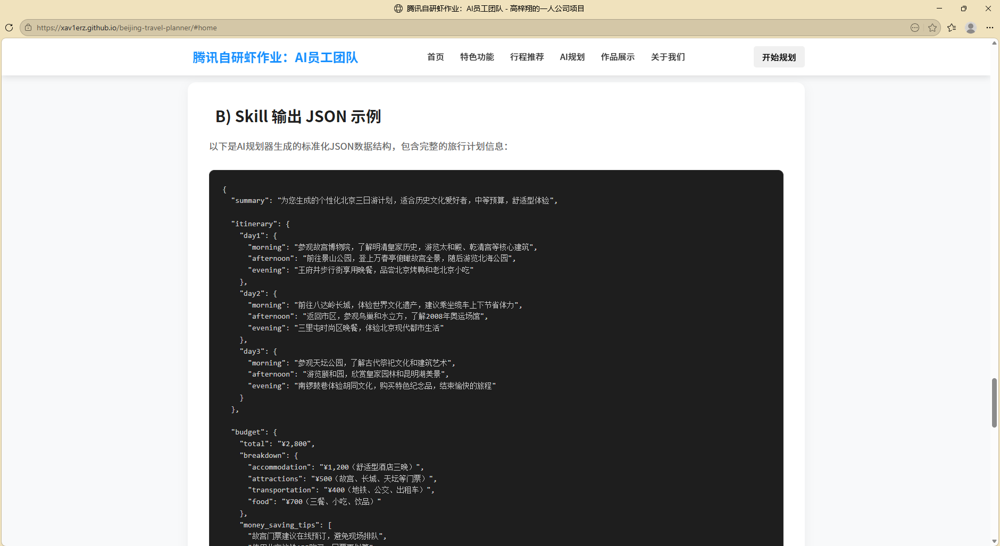 腾讯自研虾作业：AI员工团队 - 高梓翔的一人公司项目
https://xav1erz.github.io/beijing-travel-planner/#home
腾讯自研虾作业：AI员工团队
首页 特色功能 行程推荐 AI规划 作品展示 关于我们 开始规划
B) Skill 输出 JSON 示例
以下是AI规划器生成的标准化JSON数据结构，包含完整的旅行计划信息：
{
"summary": "为您生成的个性化北京三日游计划，适合历史文化爱好者，中等预算，舒适型体验",
"itinerary": {
"day1": {
"morning": "参观故宫博物院，了解明清皇家历史，游览太和殿、乾清宫等核心建筑",
"afternoon": "前往景山公园，登上万春亭俯瞰故宫全景，随后游览北海公园",
"evening": "王府井步行街享用晚餐，品尝北京烤鸭和老北京小吃"
},
"day2": {
"morning": "前往八达岭长城，体验世界文化遗产，建议乘坐缆车上下节省体力",
"afternoon": "返回市区，参观鸟巢和水立方，了解2008年奥运场馆",
"evening": "三里屯时尚区晚餐，体验北京现代都市生活"
},
"day3": {
"morning": "参观天坛公园，了解古代祭祀文化和建筑艺术",
"afternoon": "游览颐和园，欣赏皇家园林和昆明湖美景",
"evening": "南锣鼓巷体验胡同文化，购买特色纪念品，结束愉快的旅程"
}
},
"budget": {
"total": "¥2,800",
"breakdown": {
"accommodation": "¥1,200（舒适型酒店三晚）",
"attractions": "¥500（故宫、长城、天坛等门票）",
"transportation": "¥400（地铁、公交、出租车）",
"food": "¥700（三餐、小吃、饮品）"
},
"money_saving_tips": [
"故宫门票建议在线预订，避免现场排队",